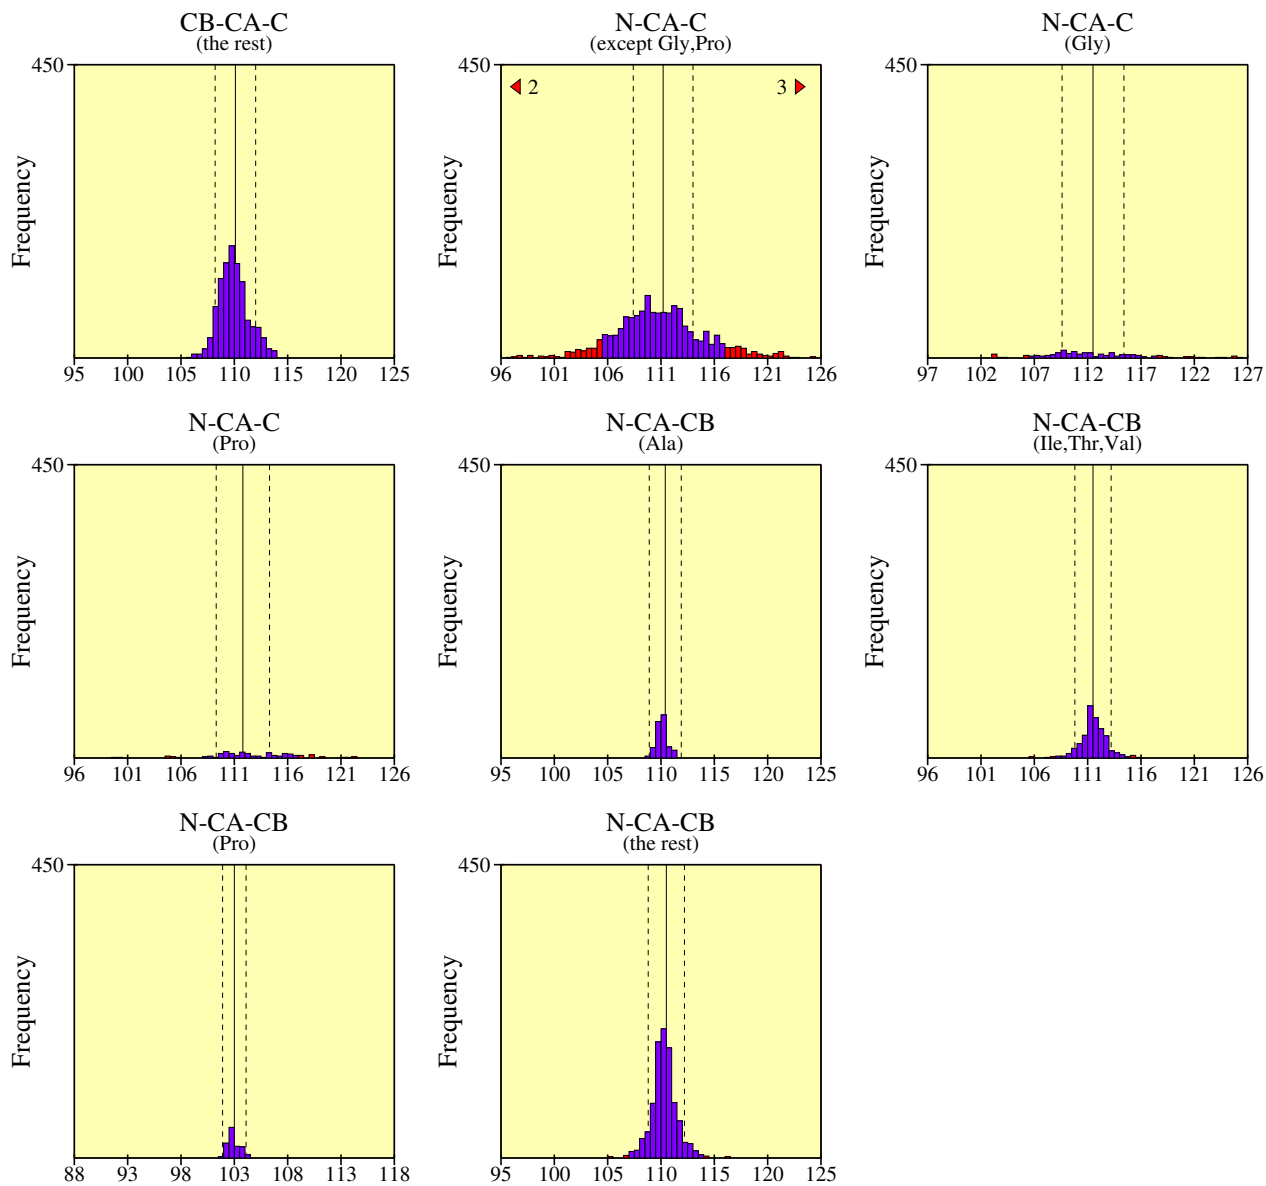 CB-CA-C
(the rest)
450
Frequency
95 100 105 110 115 120 125
N-CA-C
(except Gly,Pro)
450
2 3
Frequency
96 101 106 111 116 121 126
N-CA-C
(Gly)
450
Frequency
97 102 107 112 117 122 127
N-CA-C
(Pro)
450
Frequency
96 101 106 111 116 121 126
N-CA-CB
(Ala)
450
Frequency
95 100 105 110 115 120 125
N-CA-CB
(Ile,Thr,Val)
450
Frequency
96 101 106 111 116 121 126
N-CA-CB
(Pro)
450
Frequency
88 93 98 103 108 113 118
N-CA-CB
(the rest)
450
Frequency
95 100 105 110 115 120 125